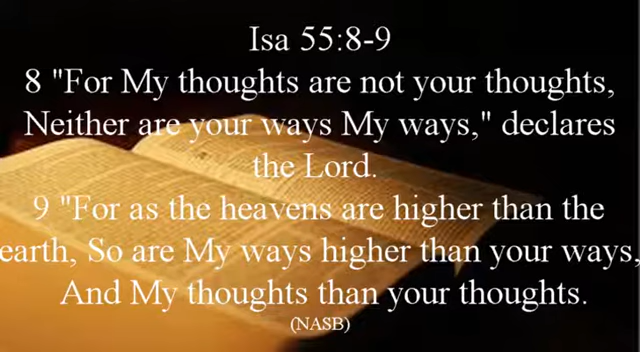 Isa 55:8-9
8 "For My thoughts are not your thoughts,
Neither are your ways My ways," declares
the Lord.
9 "For as the heavens are higher than the
earth, So are My ways higher than your ways,
And My thoughts than your thoughts.
(NASB)